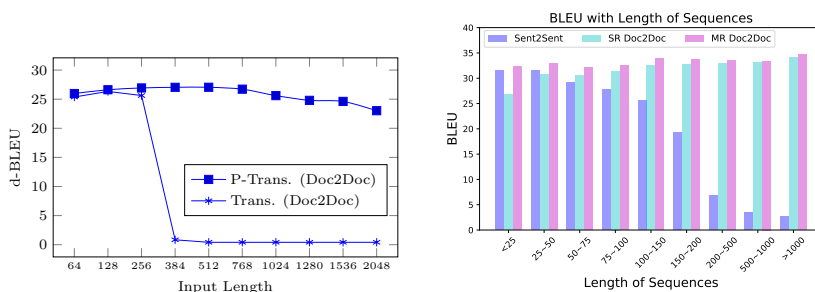 30
25
20
15
10
5
0
d-BLEU
P-Trans. (Doc2Doc)
Trans. (Doc2Doc)
64 128 256 384 512 768 1024 1280 1536 2048
Input Length
BLEU with Length of Sequences
Sent2Sent SR Doc2Doc MR Doc2Doc
40
35
30
25
20
15
10
5
0
BLEU
<25 25~50 50~75 75~100 100~150 150~200 200~500 500~1000 >1000
Length of Sequences